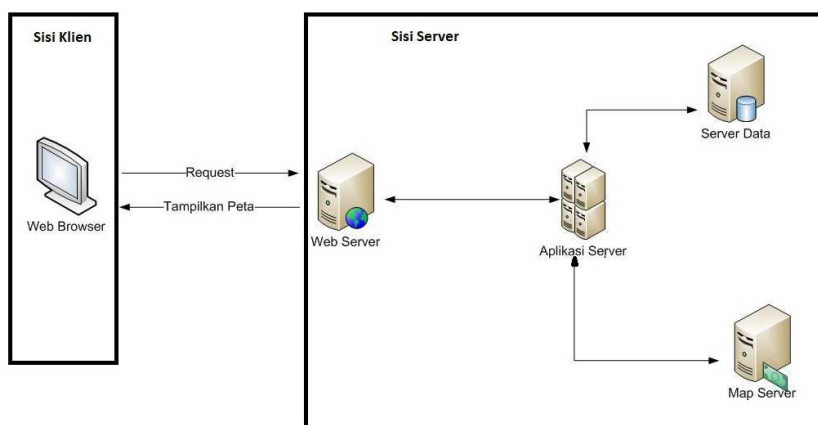 Sisi Klien
Sisi Server
Server Data
Request
Tampilkan Peta
Web Browser
Web Server
Aplikasi Server
Map Server